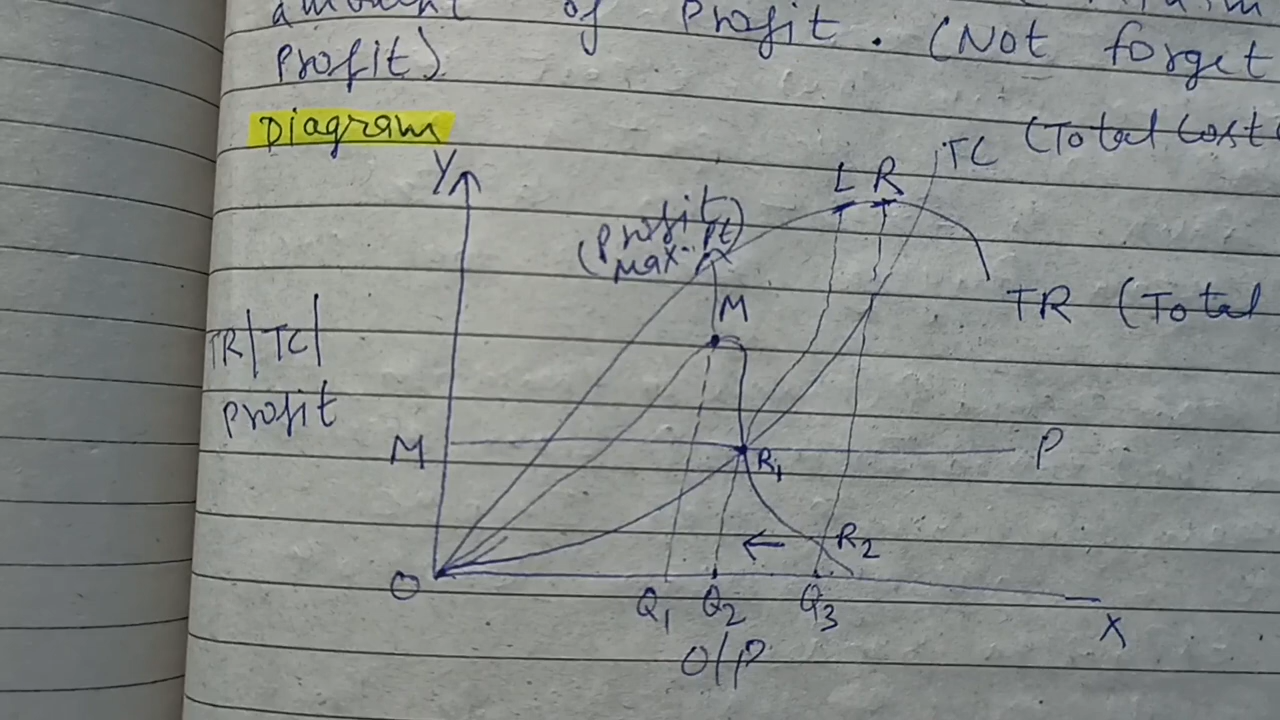 of Profit. (Not forget
Profit)
Diagram
TC (Total Cost
Y
L R
(Profit
Max. Pt)
M
TR (Total
TR|TC|
Profit
M
R1
P
R2
O
Q1 Q2 Q3
X
O/P